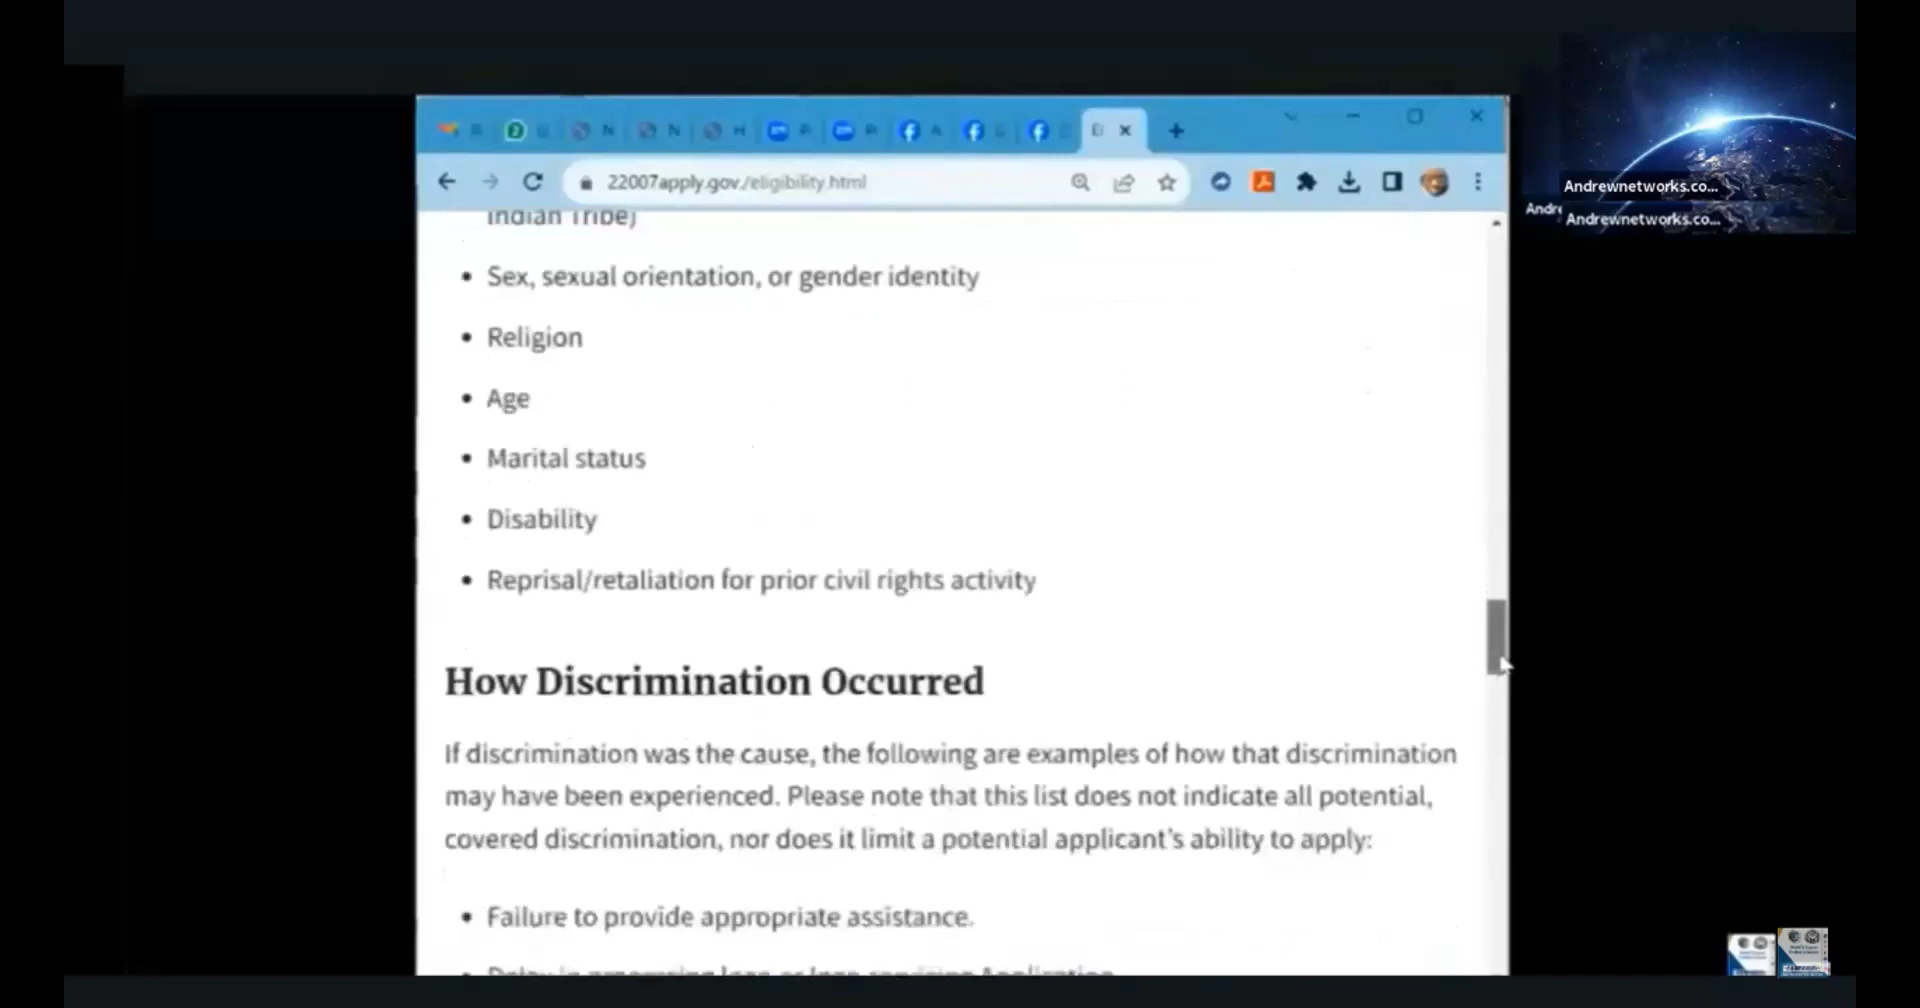 22007apply.gov./eligibility.html
Andrewnetworks.co...
Andre
Andrewnetworks.co...
Indian Tribe)
• Sex, sexual orientation, or gender identity
• Religion
• Age
• Marital status
• Disability
• Reprisal/retaliation for prior civil rights activity
How Discrimination Occurred
If discrimination was the cause, the following are examples of how that discrimination
may have been experienced. Please note that this list does not indicate all potential,
covered discrimination, nor does it limit a potential applicant's ability to apply:
• Failure to provide appropriate assistance.